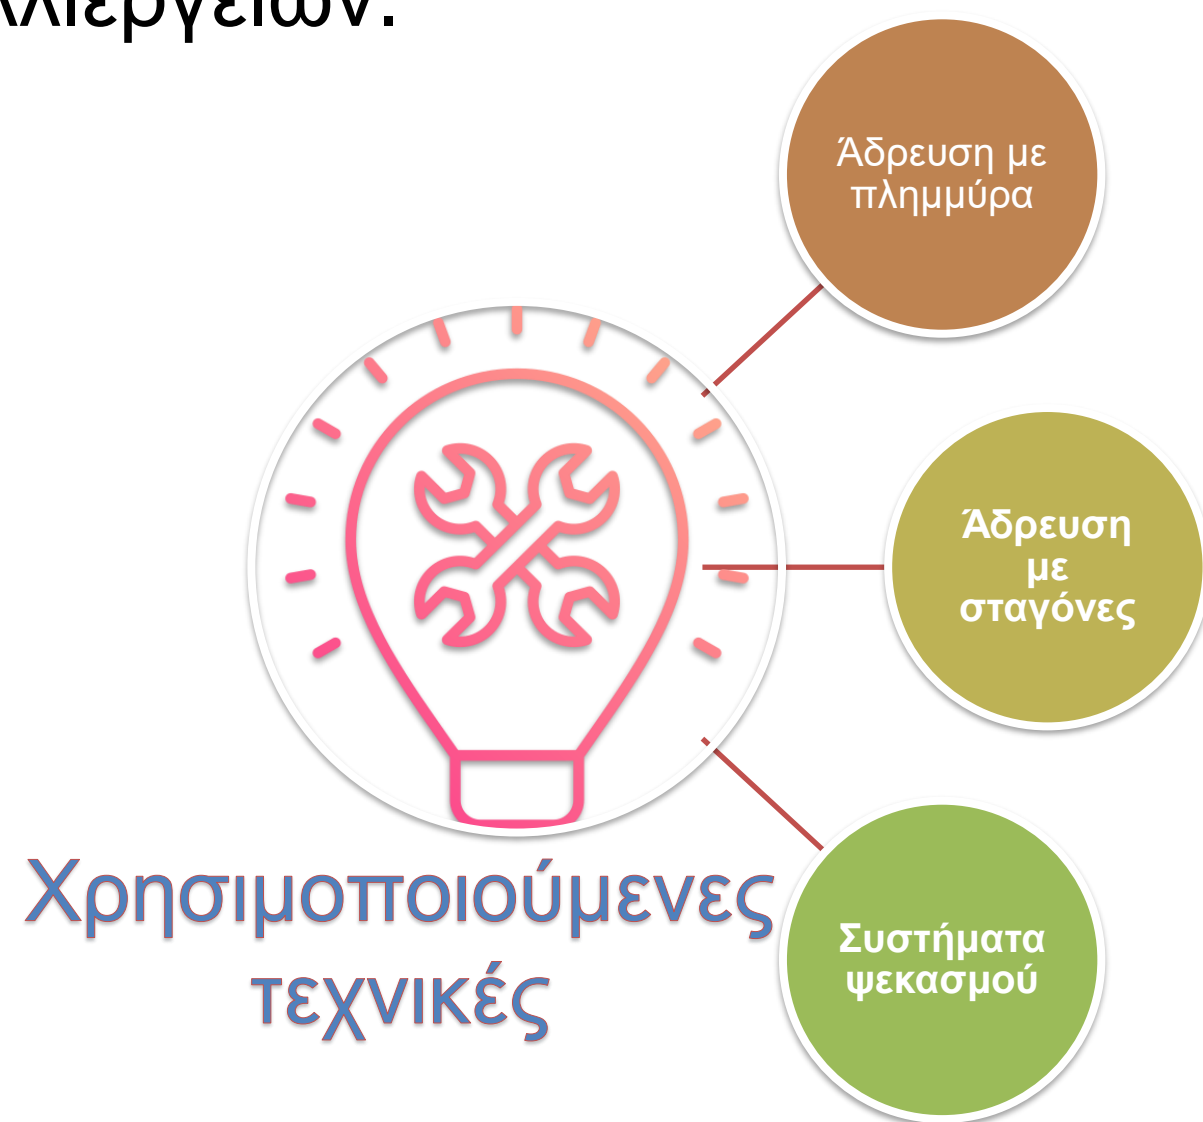 Άδρευση με
πλημμύρα
Άδρευση
με
σταγόνες
Χρησιμοποιούμενες
τεχνικές
Συστήματα
ψεκασμού